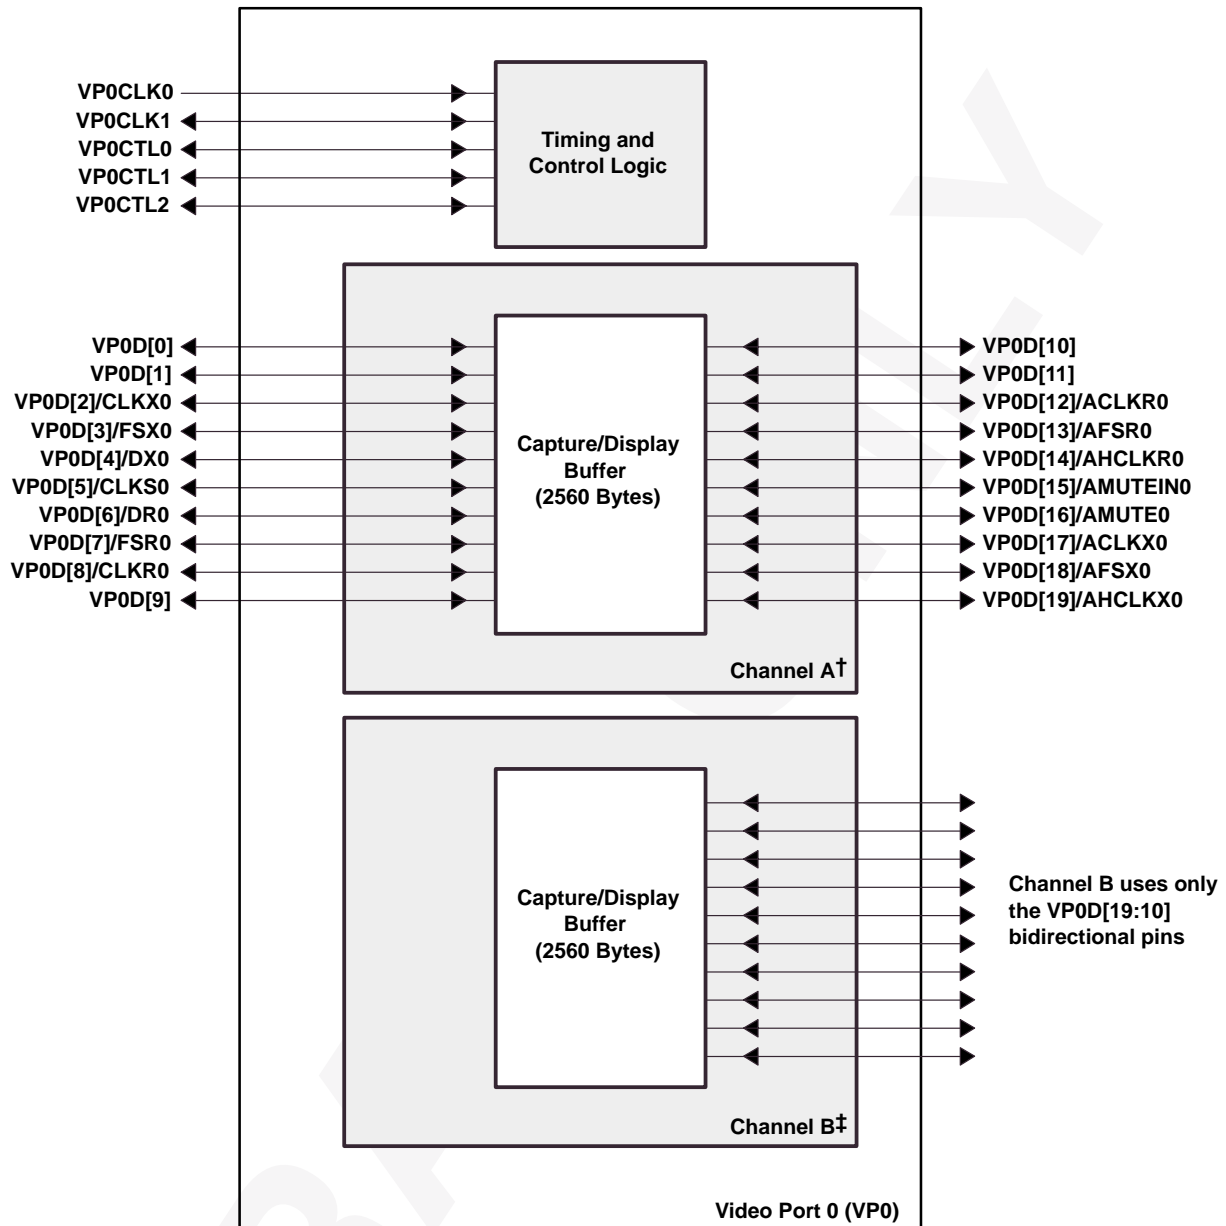 VP0CLK0
VP0CLK1
VP0CTL0
VP0CTL1
VP0CTL2
Timing and
Control Logic
VP0D[0]
VP0D[1]
VP0D[2]/CLKX0
VP0D[3]/FSX0
VP0D[4]/DX0
VP0D[5]/CLKS0
VP0D[6]/DR0
VP0D[7]/FSR0
VP0D[8]/CLKR0
VP0D[9]
Capture/Display
Buffer
(2560 Bytes)
VP0D[10]
VP0D[11]
VP0D[12]/ACLKR0
VP0D[13]/AFSR0
VP0D[14]/AHCLKR0
VP0D[15]/AMUTEIN0
VP0D[16]/AMUTE0
VP0D[17]/ACLKX0
VP0D[18]/AFSX0
VP0D[19]/AHCLKX0
Channel A†
Capture/Display
Buffer
(2560 Bytes)
Channel B uses only
the VP0D[19:10]
bidirectional pins
Channel B‡
Video Port 0 (VP0)